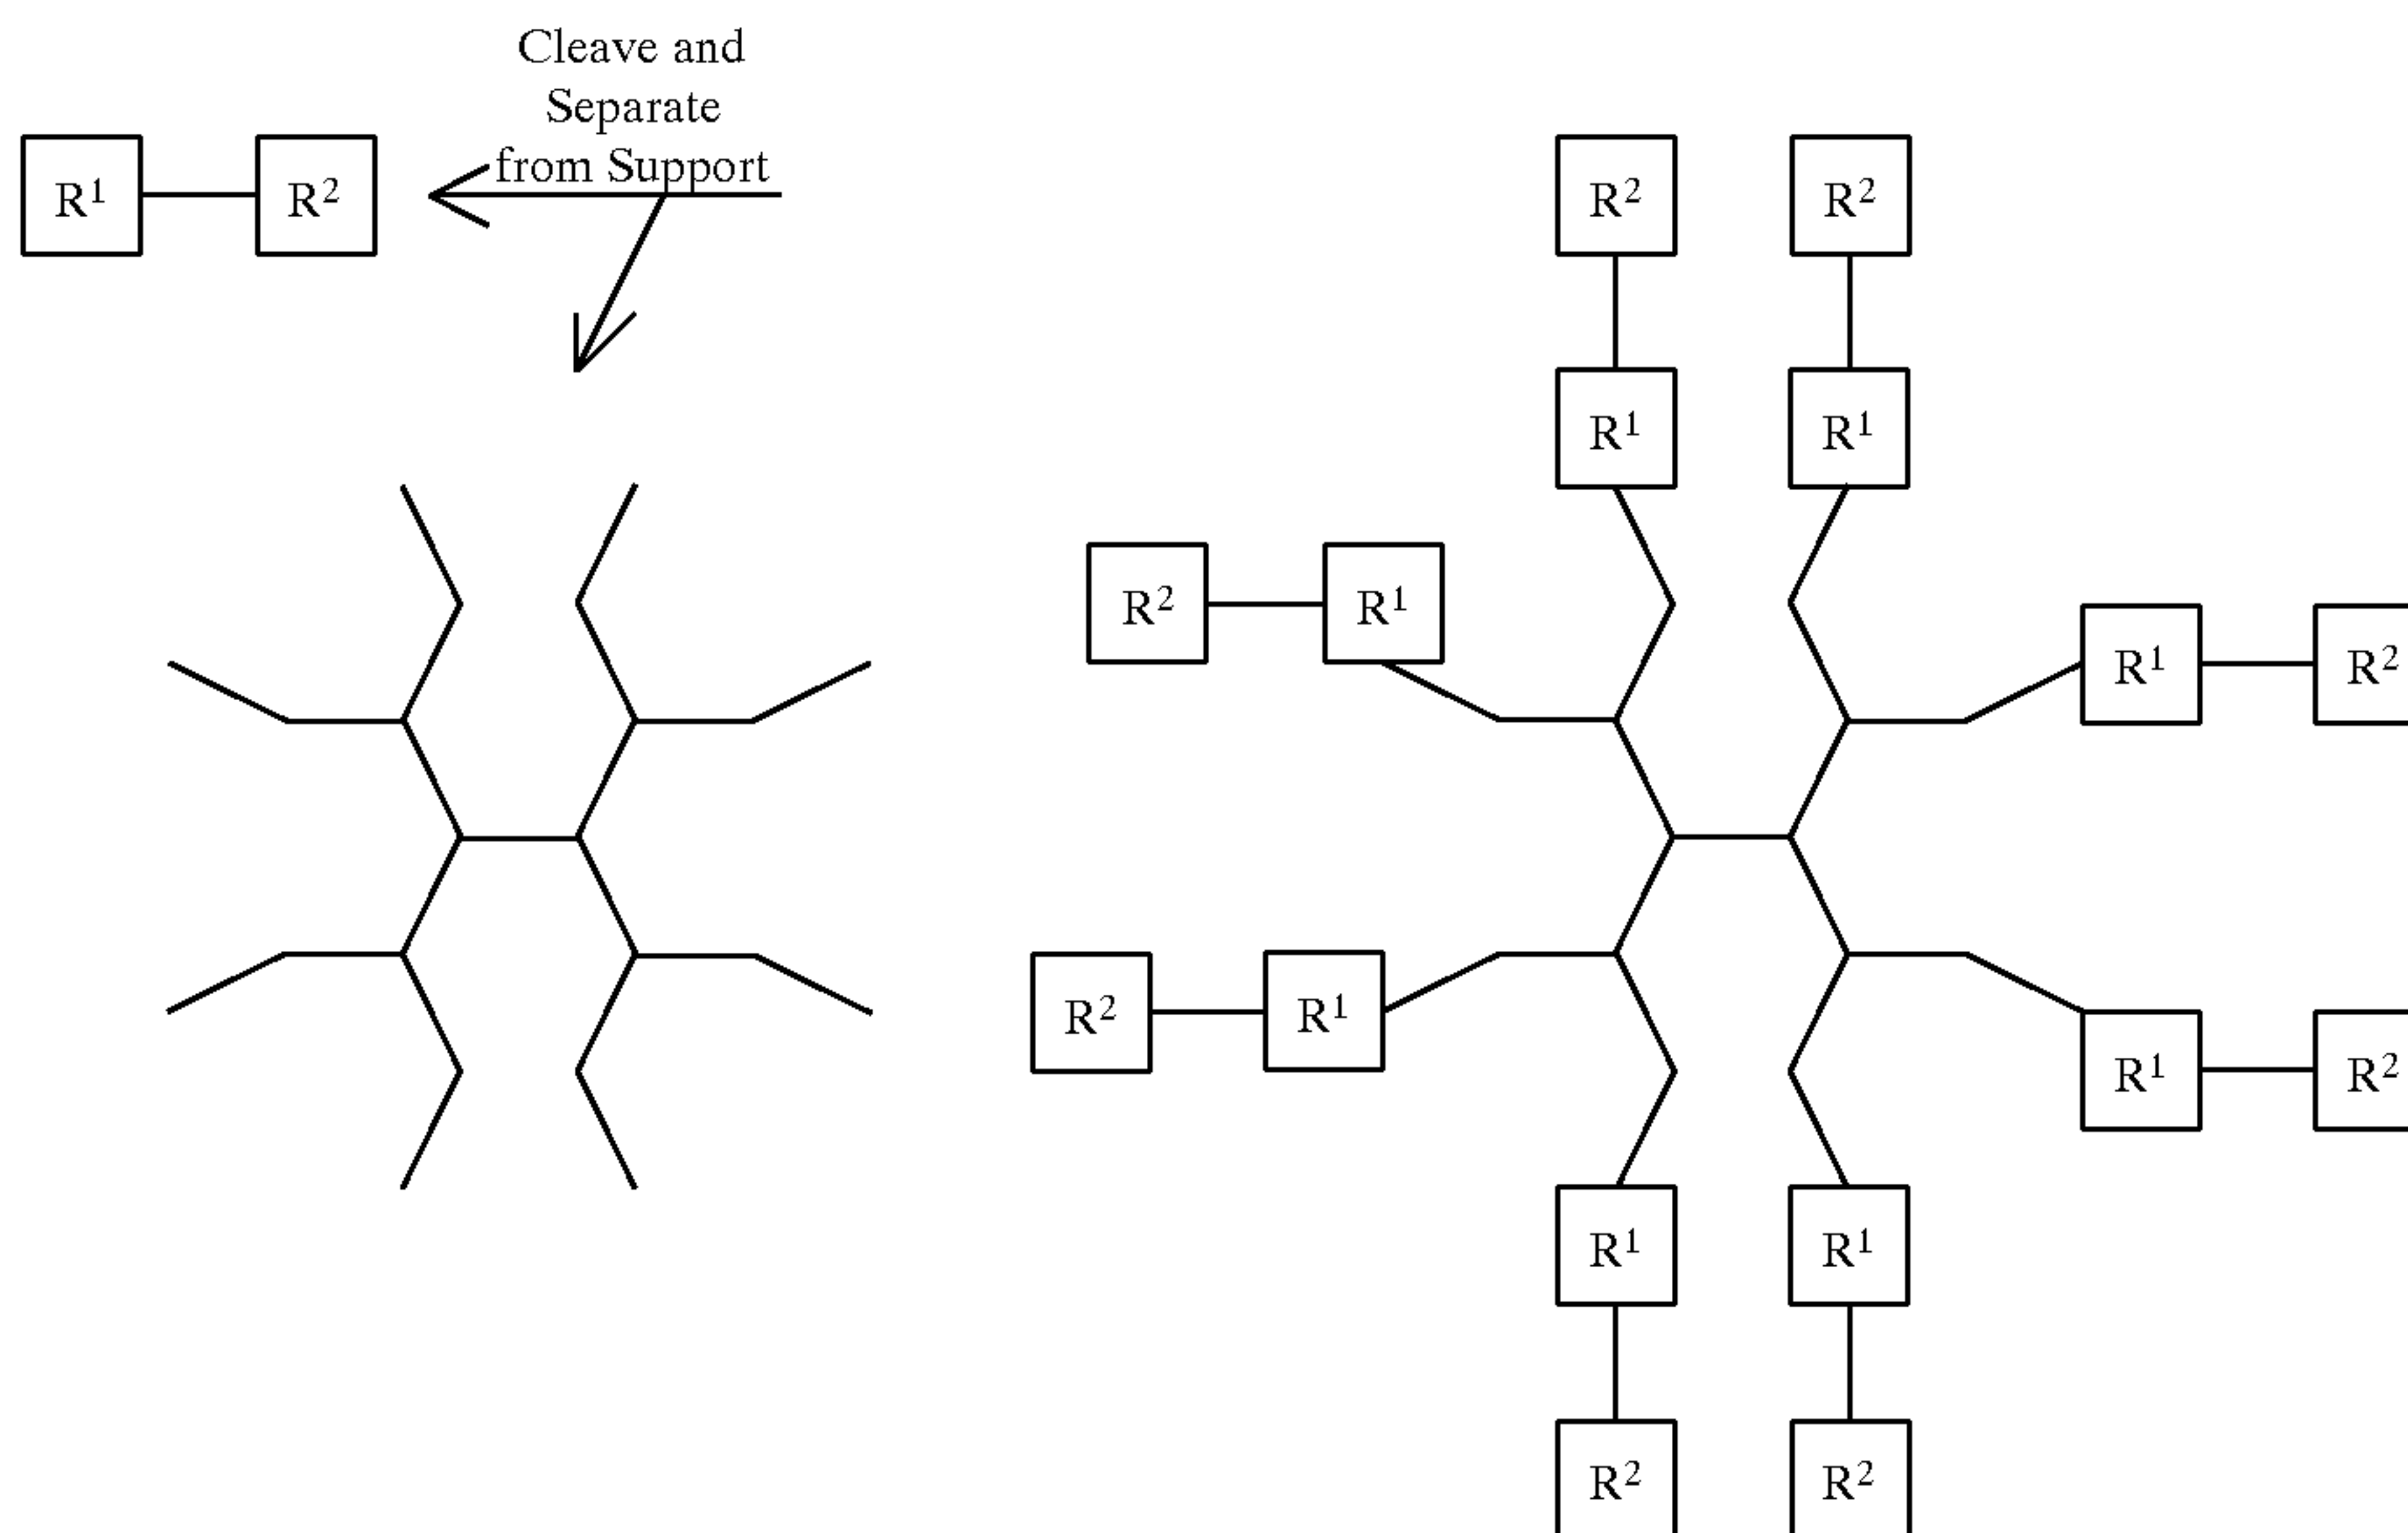 Cleave and
Separate
from Support
R¹ R²
R² R²
R¹ R¹
R² R¹
R¹ R²
R² R¹
R¹ R²
R¹ R¹
R² R²